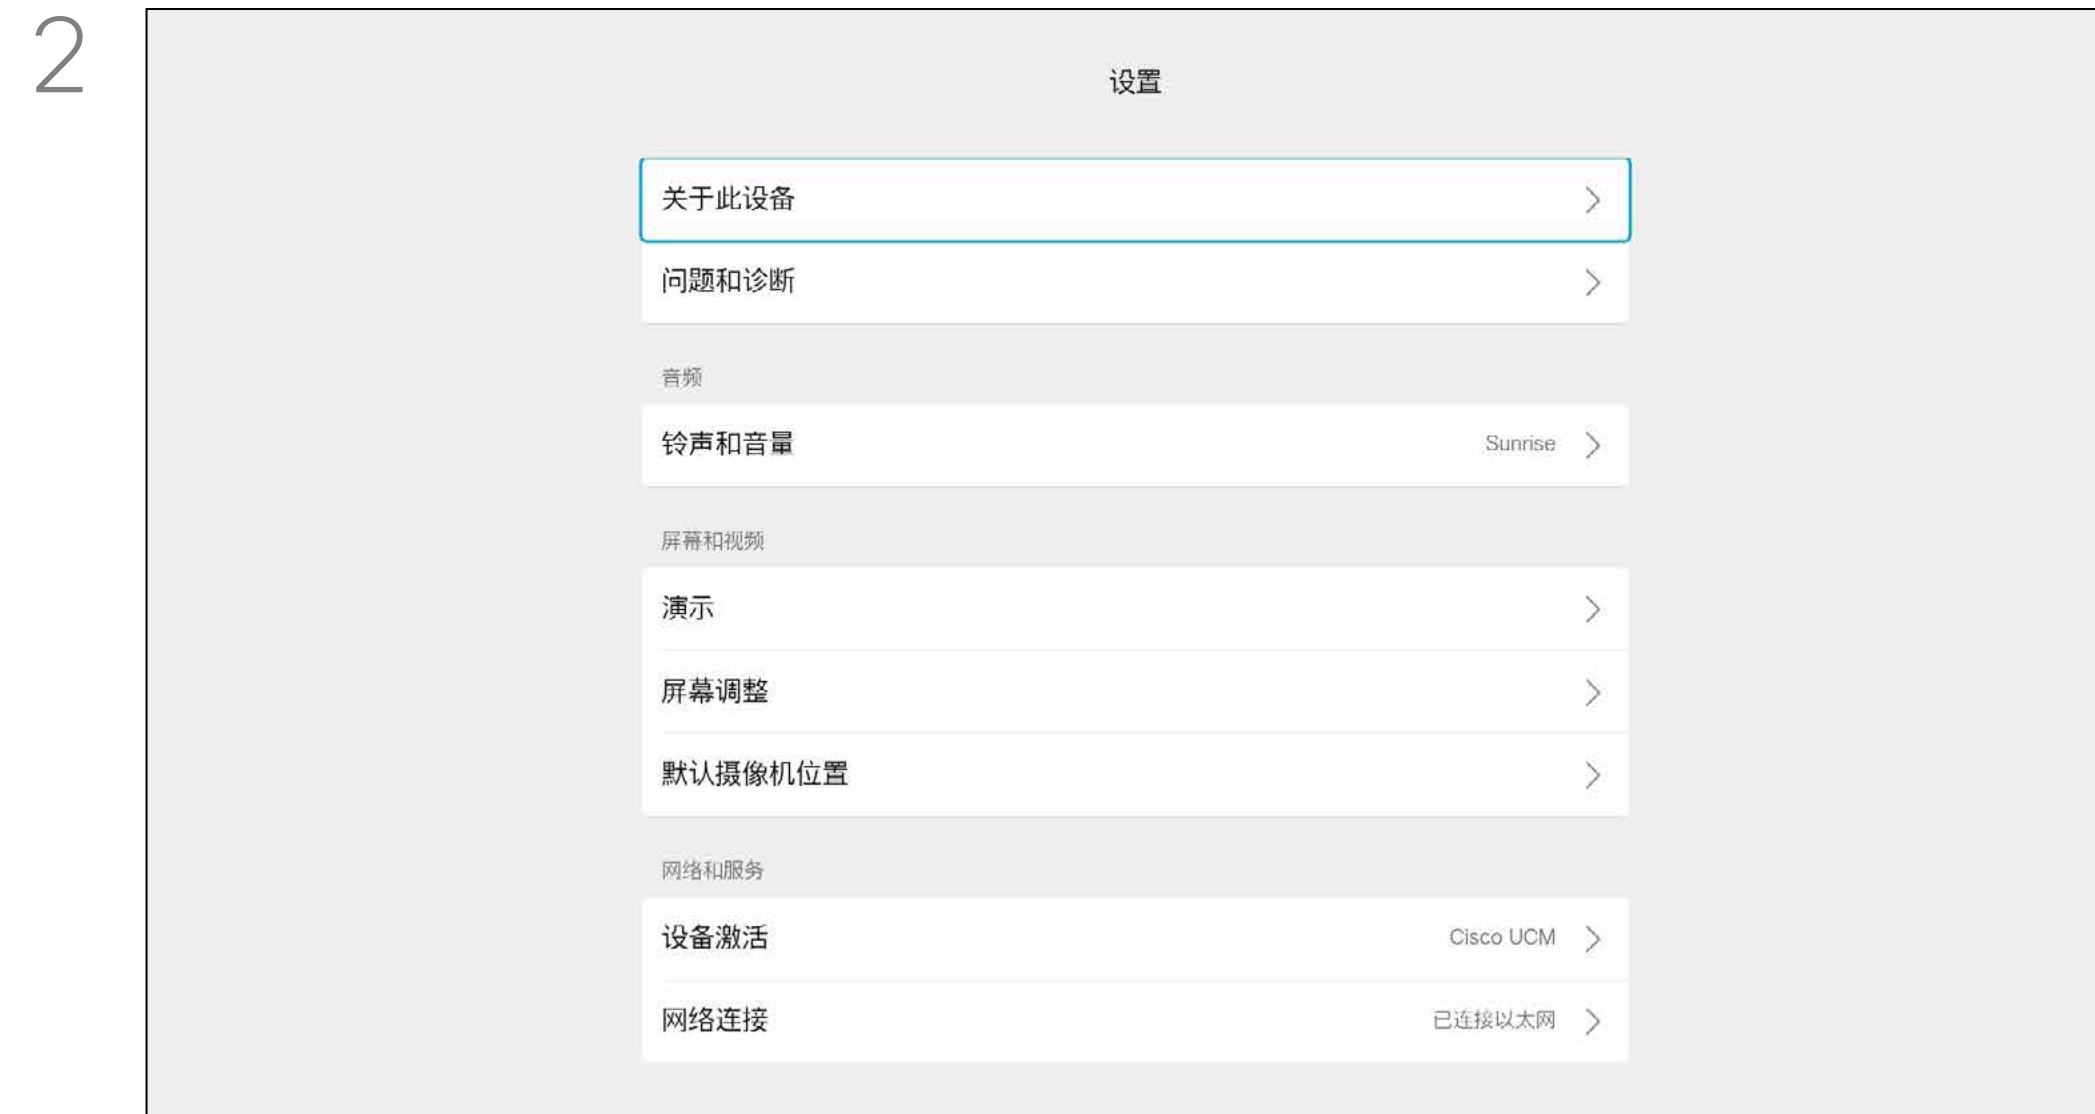 2
设置
关于此设备
问题和诊断
音频
铃声和音量 Sunrise
屏幕和视频
演示
屏幕调整
默认摄像机位置
网络和服务
设备激活 Cisco UCM
网络连接 已连接以太网